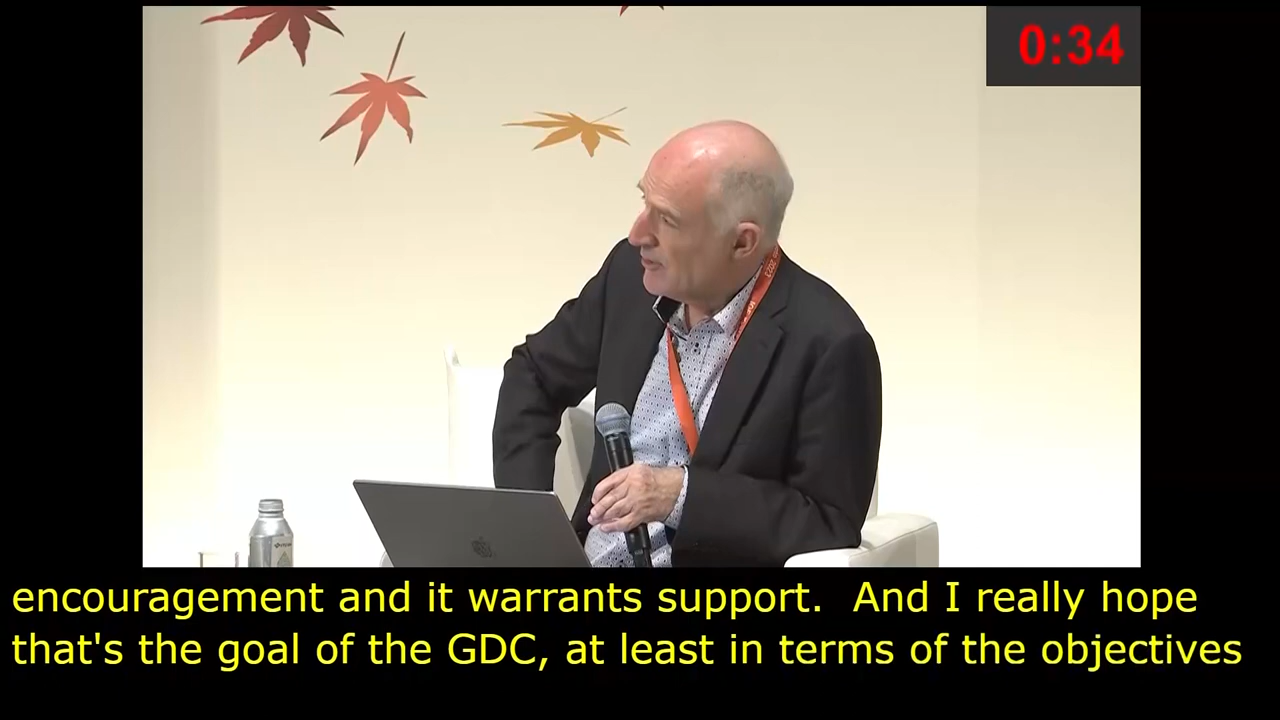 0:34
encouragement and it warrants support.  And I really hope
that's the goal of the GDC, at least in terms of the objectives